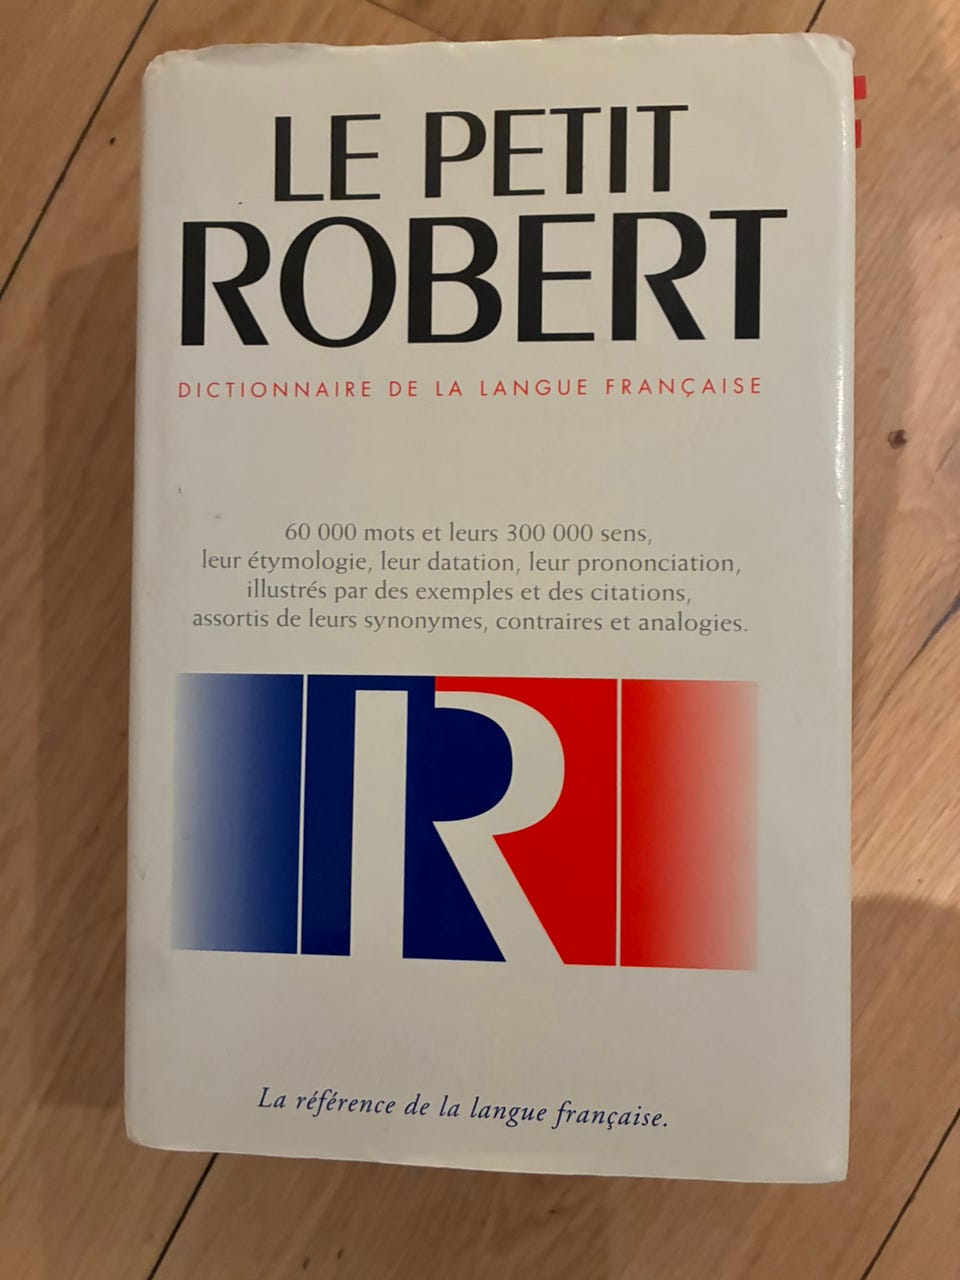 LE PETIT
ROBERT
DICTIONNAIRE DE LA LANGUE FRANÇAISE
60 000 mots et leurs 300 000 sens,
leur étymologie, leur datation, leur prononciation,
illustrés par des exemples et des citations,
assortis de leurs synonymes, contraires et analogies.
R
La référence de la langue française.